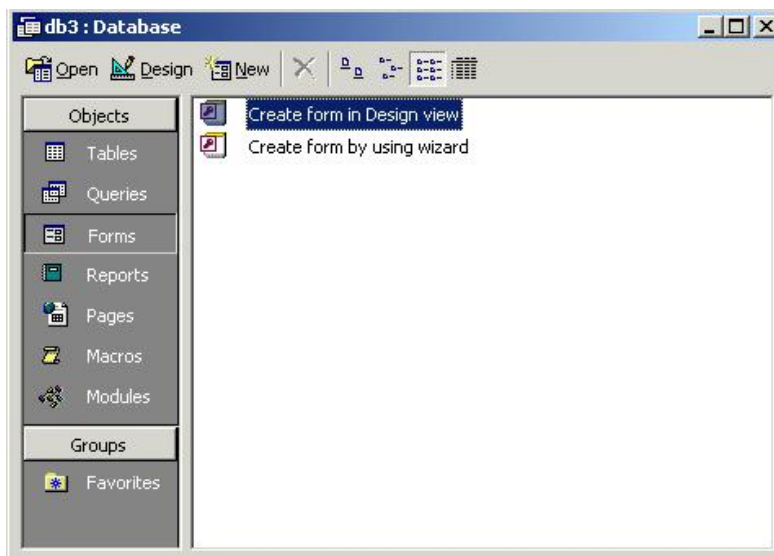 db3 : Database
Open Design New
Objects
Tables
Queries
Forms
Reports
Pages
Macros
Modules
Groups
Favorites
Create form in Design view
Create form by using wizard